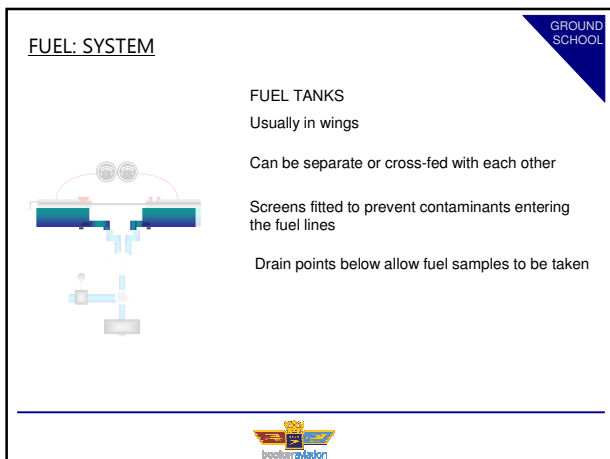 FUEL: SYSTEM
GROUND
SCHOOL
FUEL TANKS
Usually in wings
Can be separate or cross-fed with each other
Screens fitted to prevent contaminants entering
the fuel lines
Drain points below allow fuel samples to be taken
bookeraviation